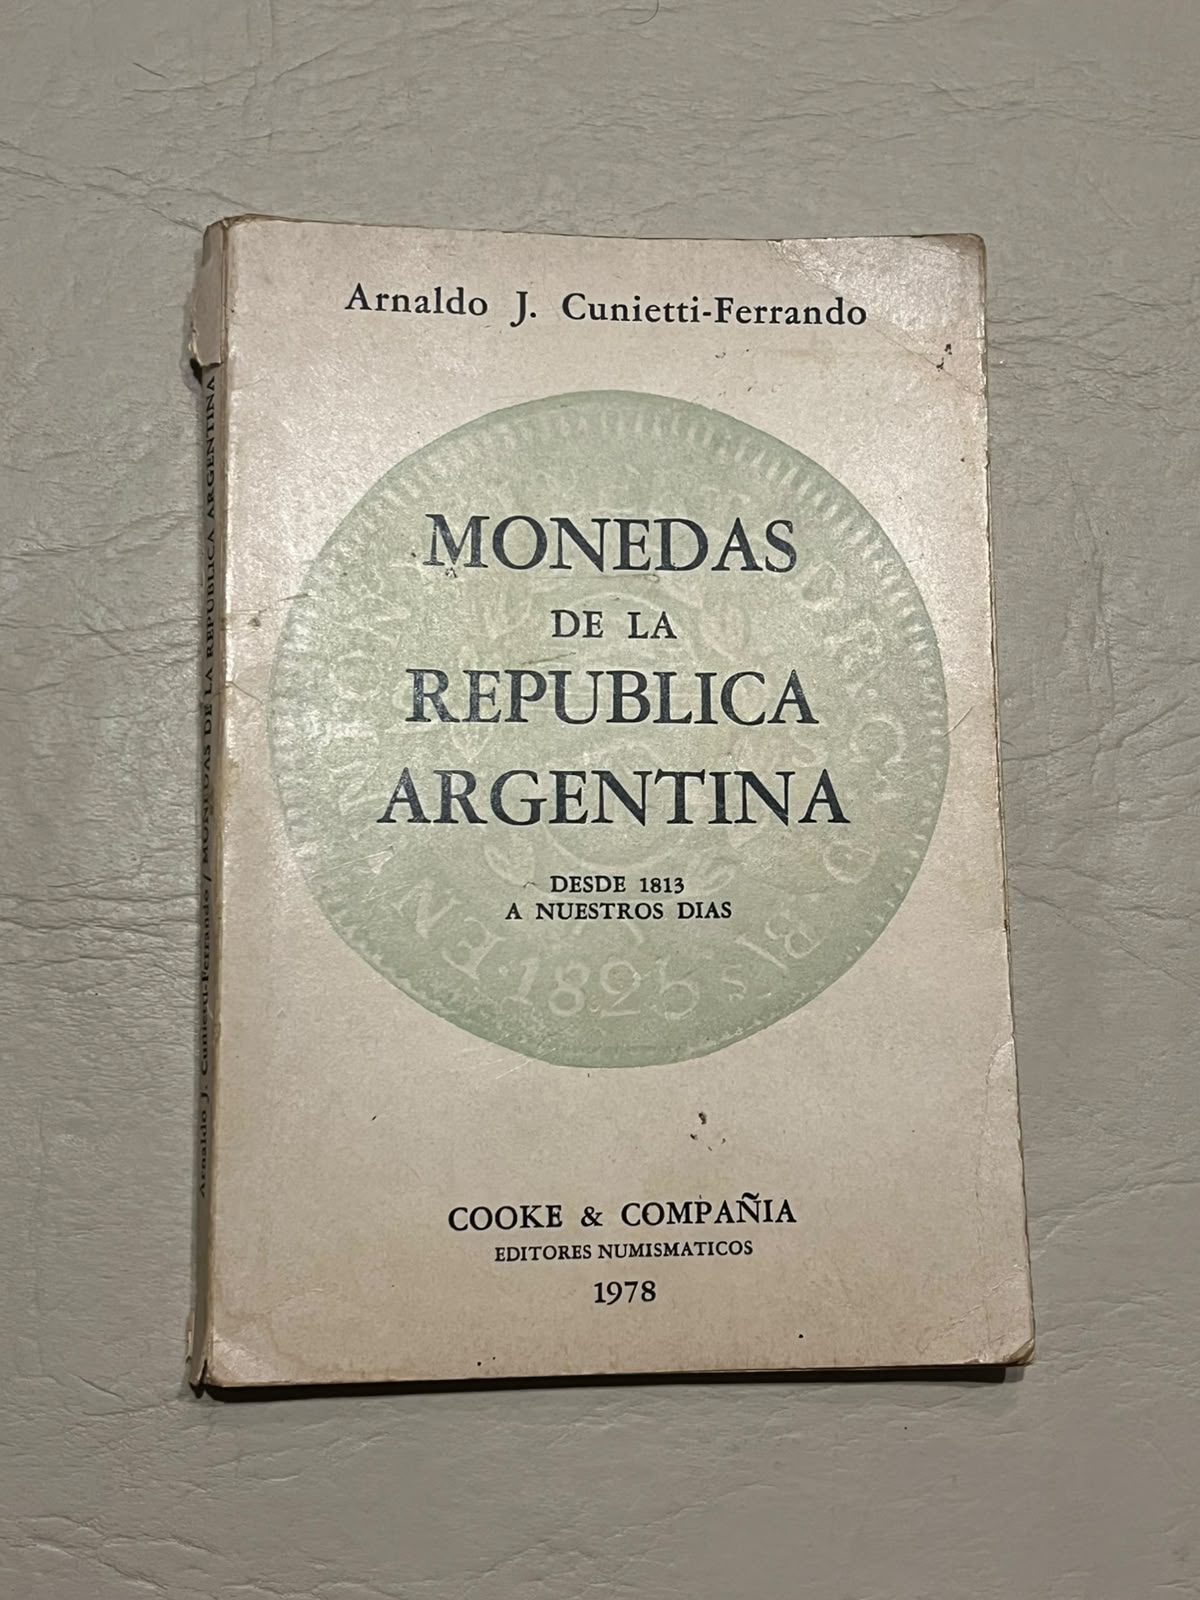 Arnaldo J. Cunietti-Ferrando
MONEDAS
DE LA
REPUBLICA
ARGENTINA
DESDE 1813
A NUESTROS DIAS
COOKE & COMPAÑIA
EDITORES NUMISMATICOS
1978
Arnaldo J. Cunietti-Ferrando / MONEDAS DE LA REPUBLICA ARGENTINA